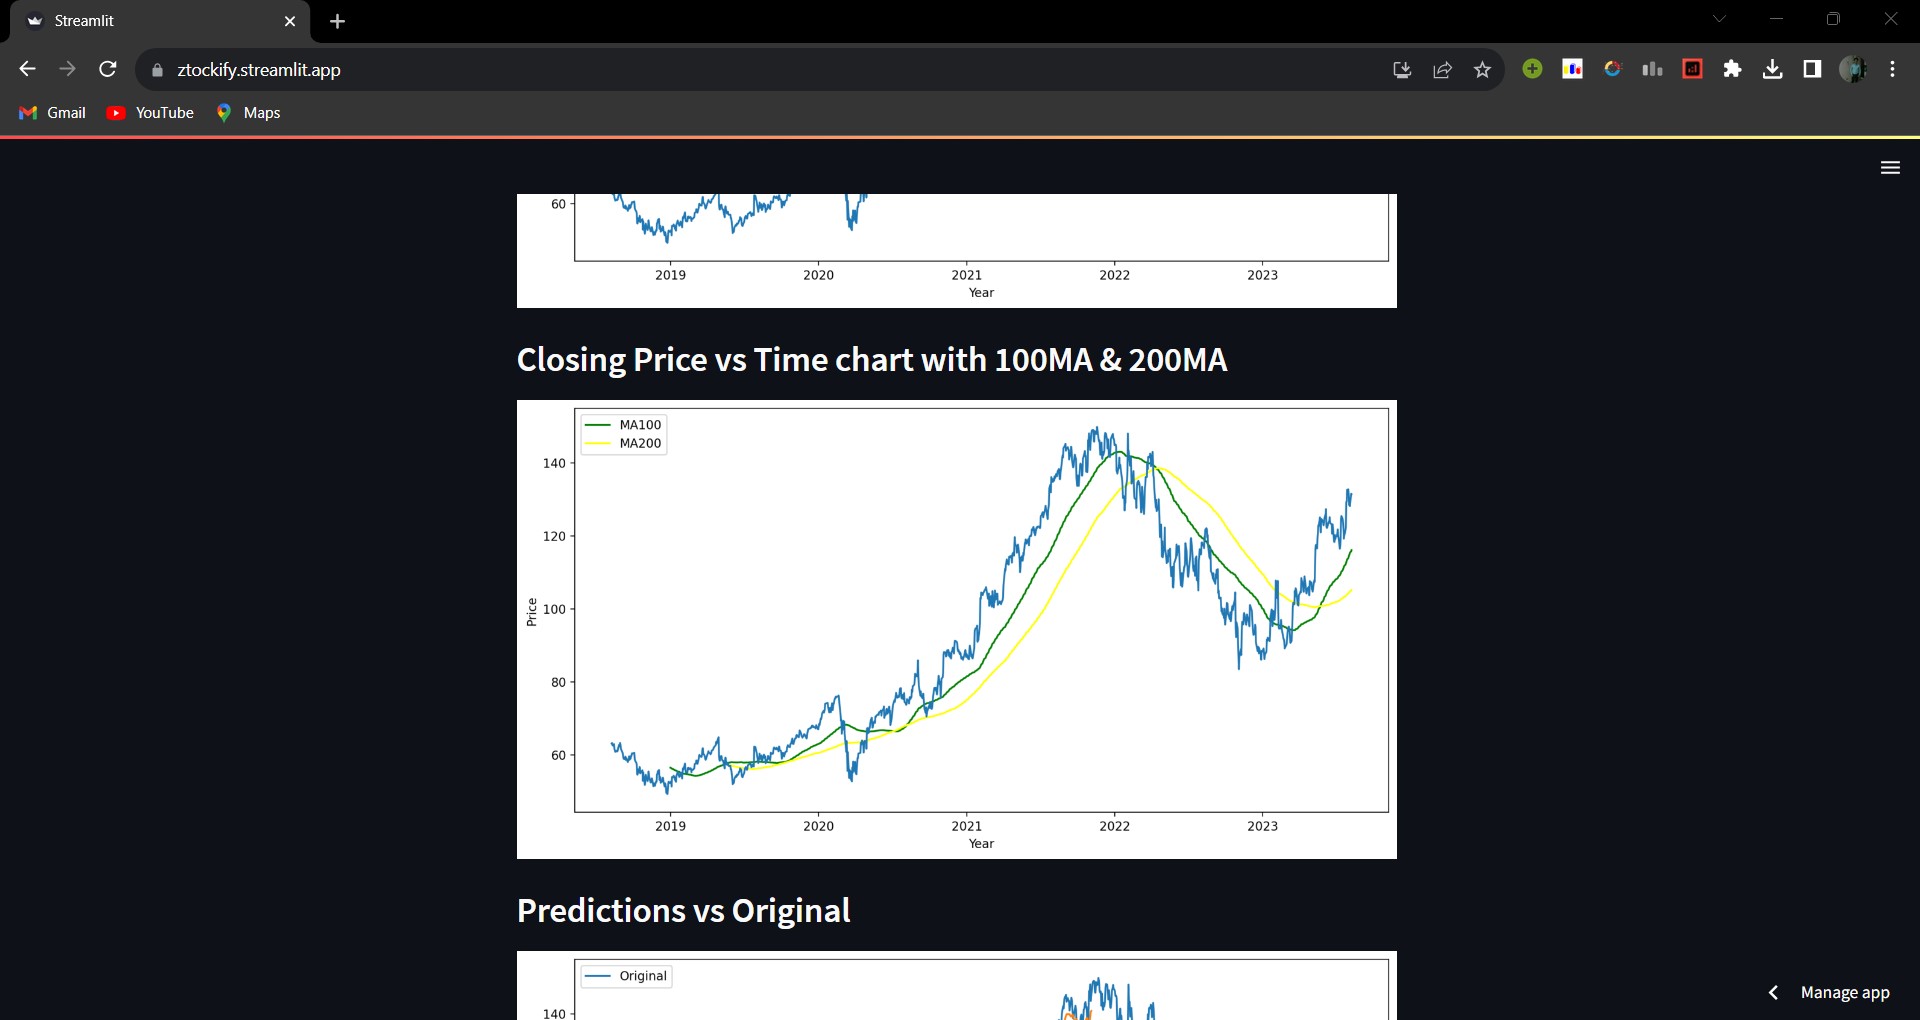 Streamlit
ztockify.streamlit.app
Gmail YouTube Maps
60
2019 2020 2021 2022 2023
Year
Closing Price vs Time chart with 100MA & 200MA
MA100
MA200
140
120
100
80
60
Price
2019 2020 2021 2022 2023
Year
Predictions vs Original
Original
140
Manage app